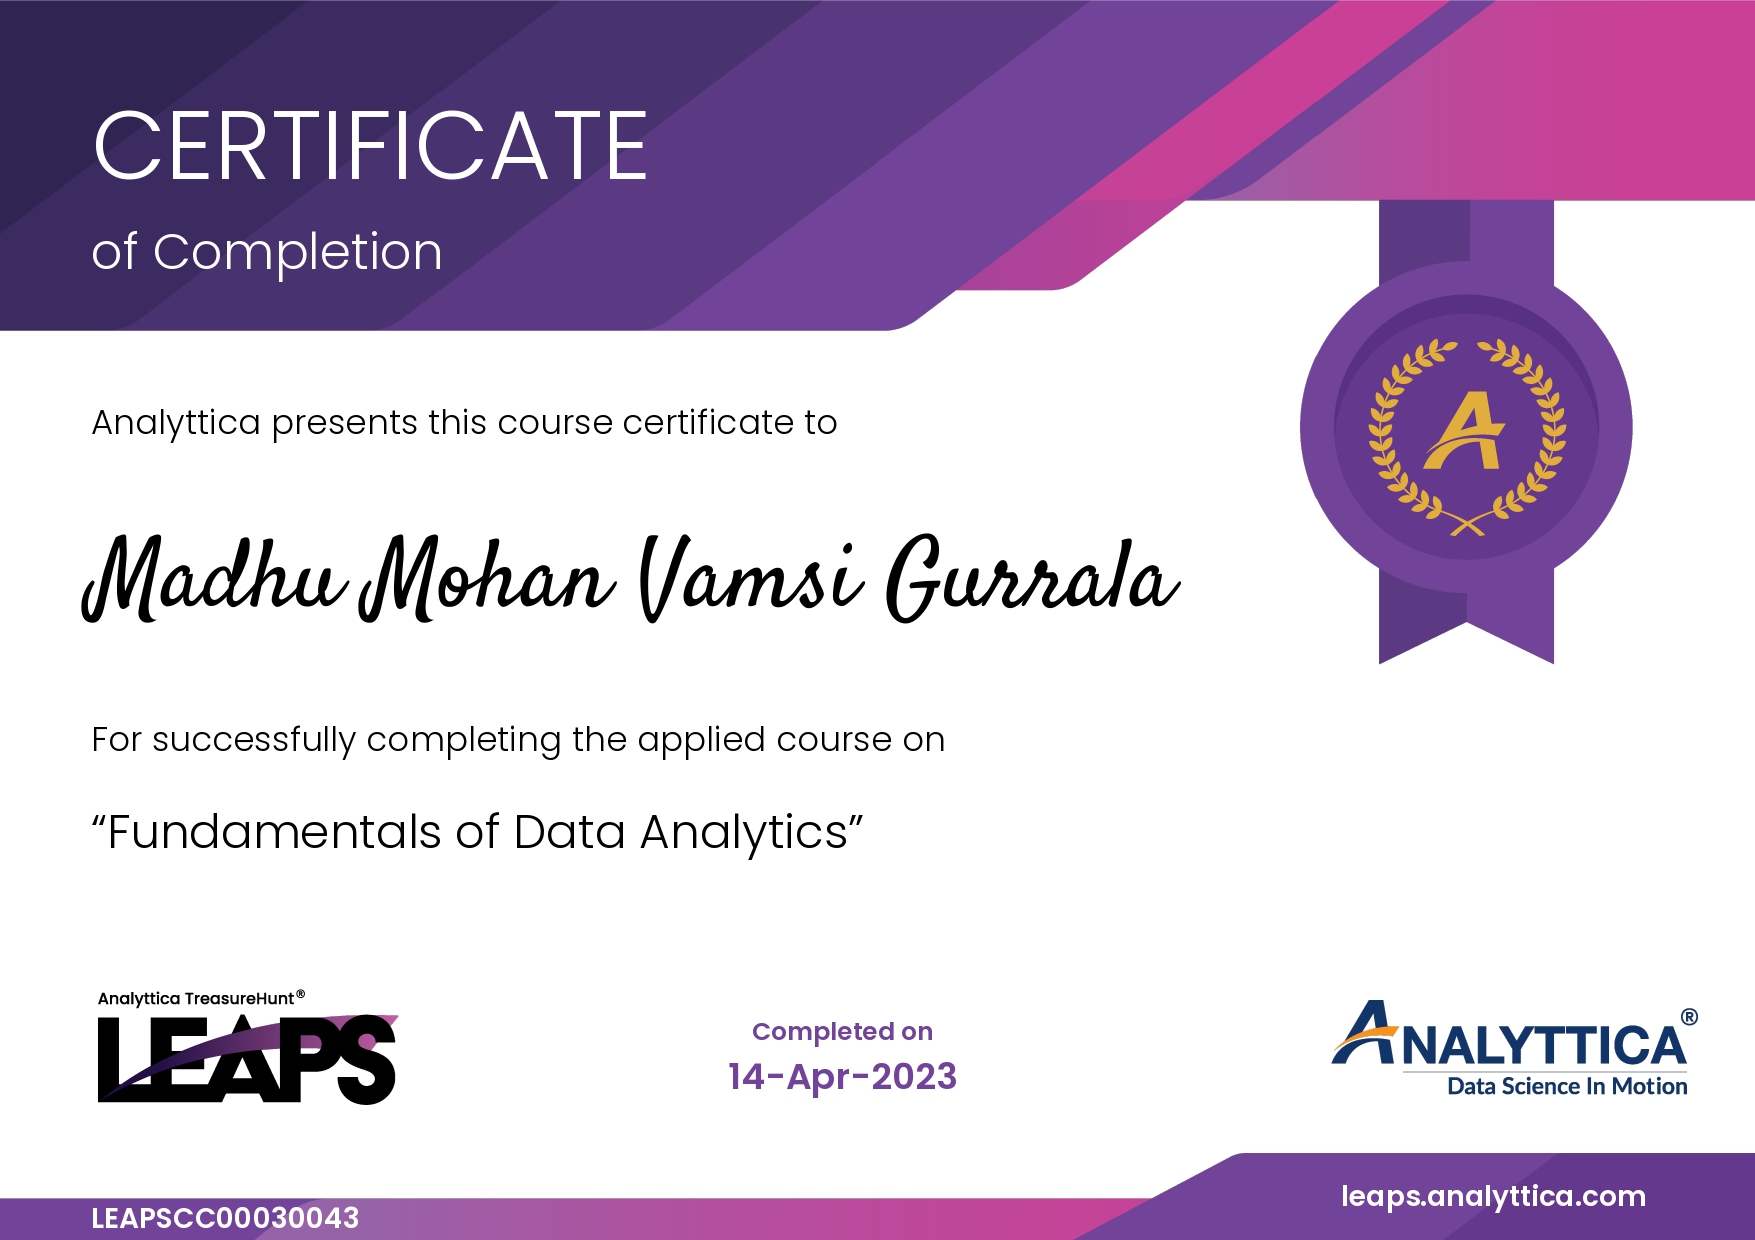 CERTIFICATE
of Completion
Analyttica presents this course certificate to
Madhu Mohan Vamsi Gurrala
For successfully completing the applied course on
“Fundamentals of Data Analytics”
Analyttica TreasureHunt®
LEAPS
Completed on
14-Apr-2023
ANALYTTICA®
Data Science In Motion
LEAPSCC00030043
leaps.analyttica.com